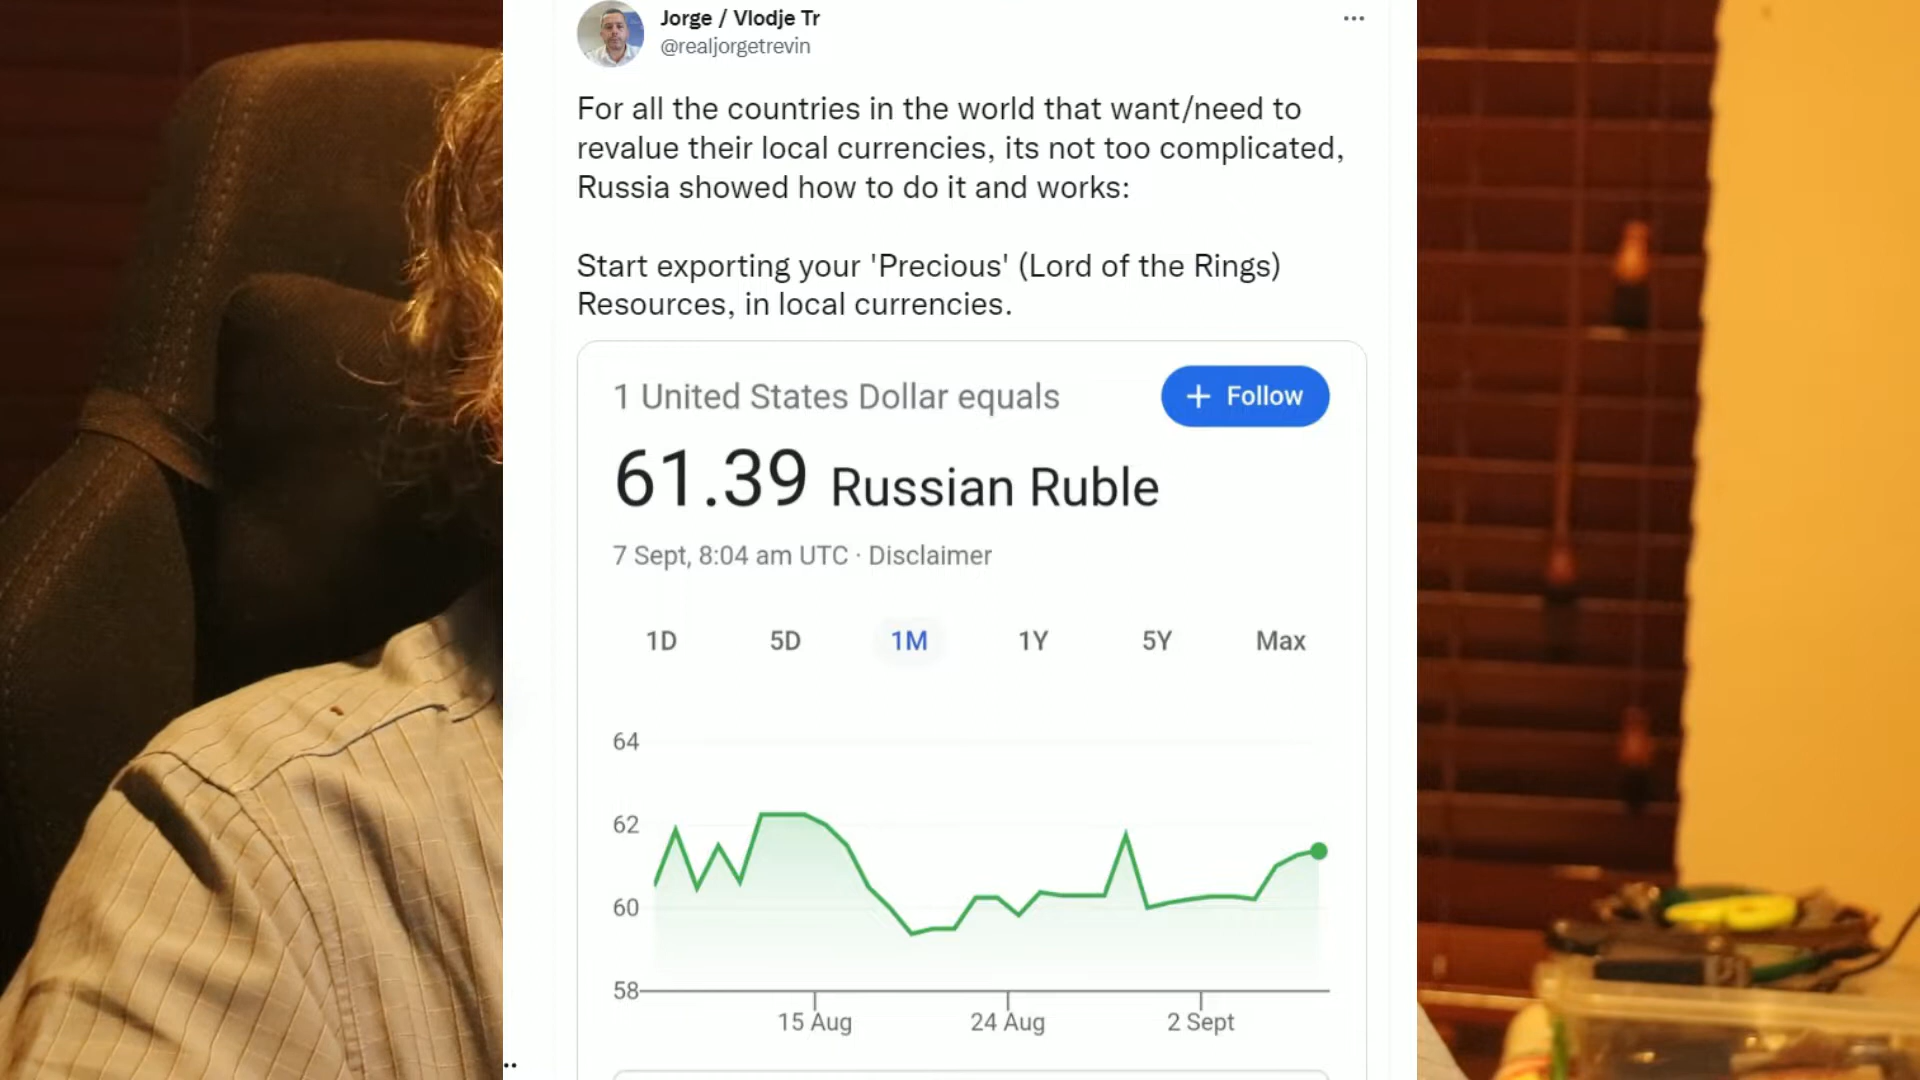 Jorge / Vlodje Tr
@realjorgetrevin
For all the countries in the world that want/need to
revalue their local currencies, its not too complicated,
Russia showed how to do it and works:
Start exporting your 'Precious' (Lord of the Rings)
Resources, in local currencies.
1 United States Dollar equals
+ Follow
61.39 Russian Ruble
7 Sept, 8:04 am UTC · Disclaimer
1D 5D 1M 1Y 5Y Max
64
62
60
58
15 Aug 24 Aug 2 Sept